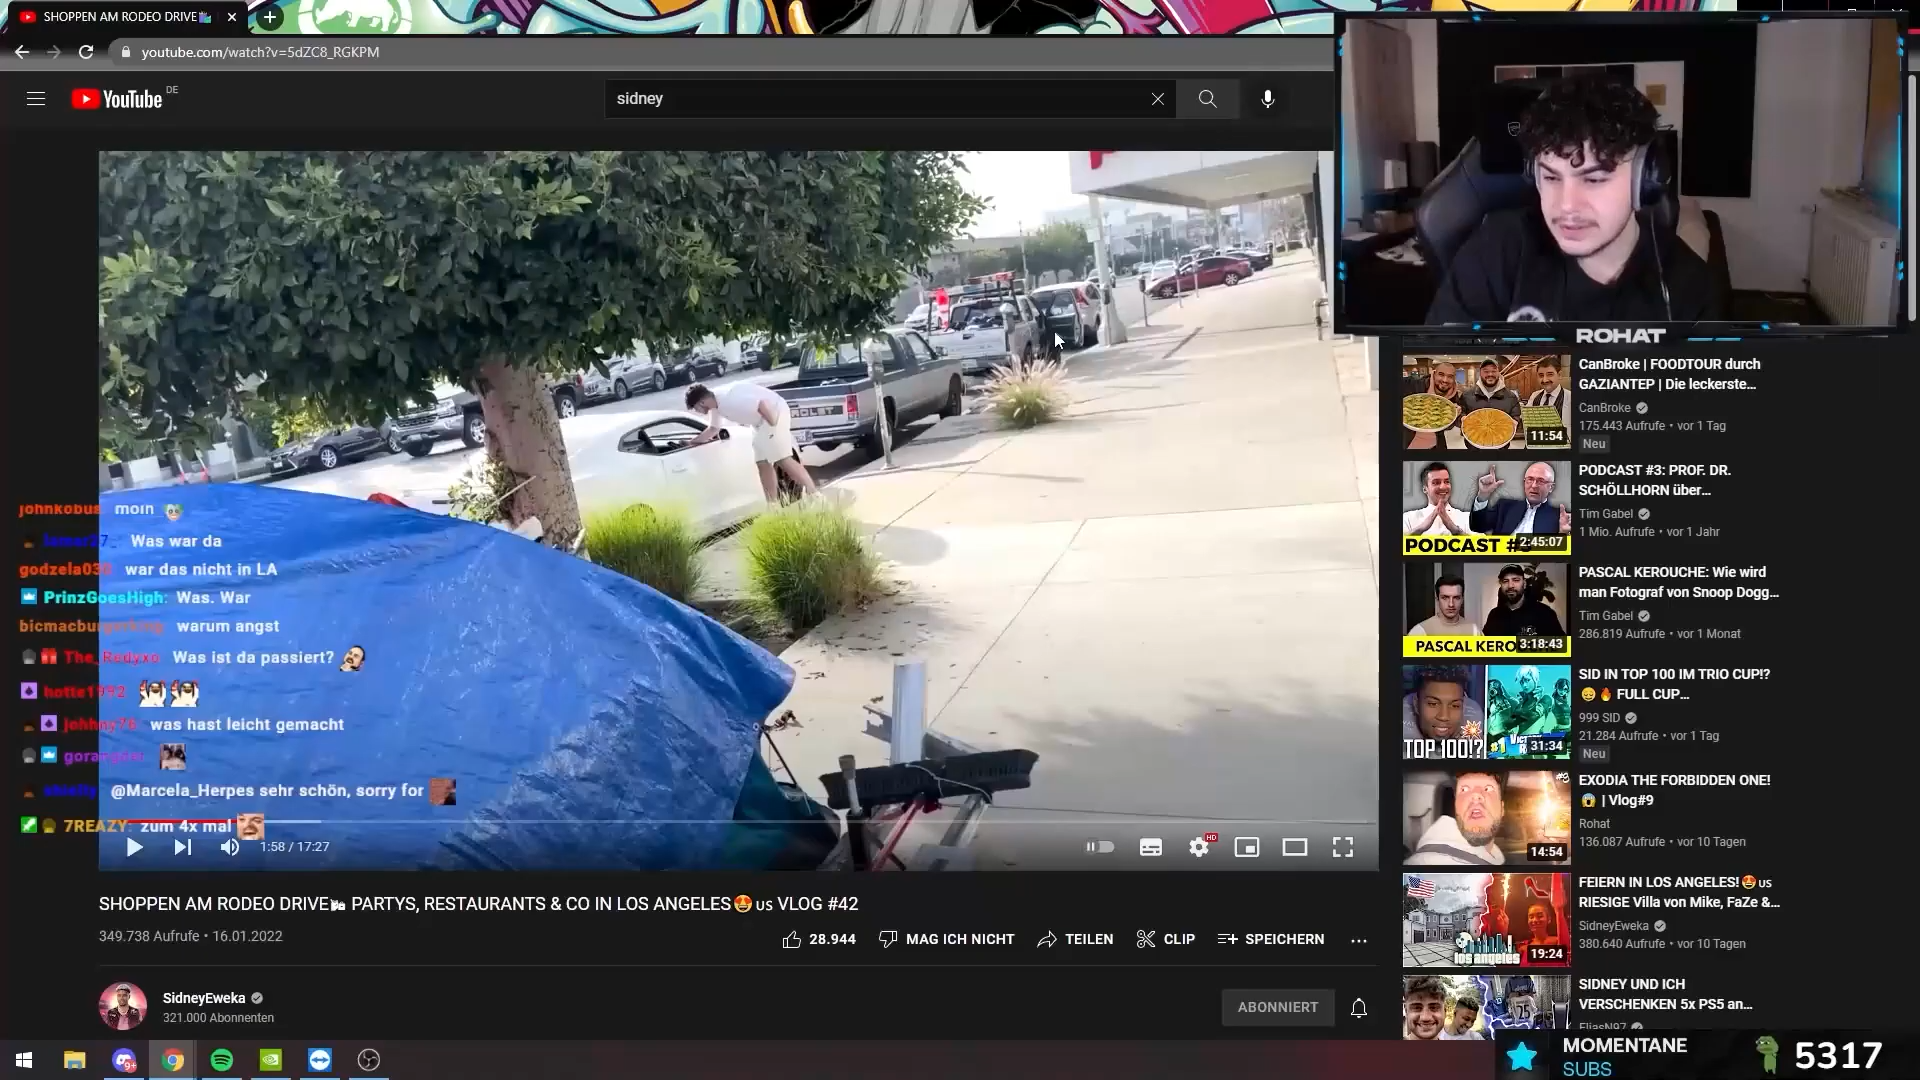 SHOPPEN AM RODEO DRIVE🛍
youtube.com/watch?v=5dZC8_RGKPM
YouTube DE
sidney
ROHAT
CHEVROLET
johnkobus moin
Was war da
war das nicht in LA
PrinzGoesHigh: Was. War
warum angst
The_Redyxo Was ist da passiert?
hotte1992
was hast leicht gemacht
@Marcela_Herpes sehr schön, sorry for
7REAZY: zum 4x mal
1:58 / 17:27
HD
SHOPPEN AM RODEO DRIVE🛍 PARTYS, RESTAURANTS & CO IN LOS ANGELES🤩 US VLOG #42
349.738 Aufrufe • 16.01.2022
28.944
MAG ICH NICHT
TEILEN
CLIP
SPEICHERN
SidneyEweka
321.000 Abonnenten
ABONNIERT
CanBroke | FOODTOUR durch
GAZIANTEP | Die leckerste...
CanBroke
175.443 Aufrufe • vor 1 Tag
Neu
11:54
PODCAST #3: PROF. DR.
SCHÖLLHORN über...
Tim Gabel
1 Mio. Aufrufe • vor 1 Jahr
PODCAST #
2:45:07
PASCAL KEROUCHE: Wie wird
man Fotograf von Snoop Dogg...
Tim Gabel
286.819 Aufrufe • vor 1 Monat
PASCAL KERO
3:18:43
SID IN TOP 100 IM TRIO CUP!?
😏🔥 FULL CUP...
999 SID
21.284 Aufrufe • vor 1 Tag
Neu
TOP 100!?
#1
31:34
EXODIA THE FORBIDDEN ONE!
😱 | Vlog#9
Rohat
136.087 Aufrufe • vor 10 Tagen
#9
14:54
FEIERN IN LOS ANGELES!🤩 US
RIESIGE Villa von Mike, FaZe &...
SidneyEweka
380.640 Aufrufe • vor 10 Tagen
los angeles
19:24
SIDNEY UND ICH
VERSCHENKEN 5x PS5 an...
EliasN97
9+
MOMENTANE
SUBS
5317